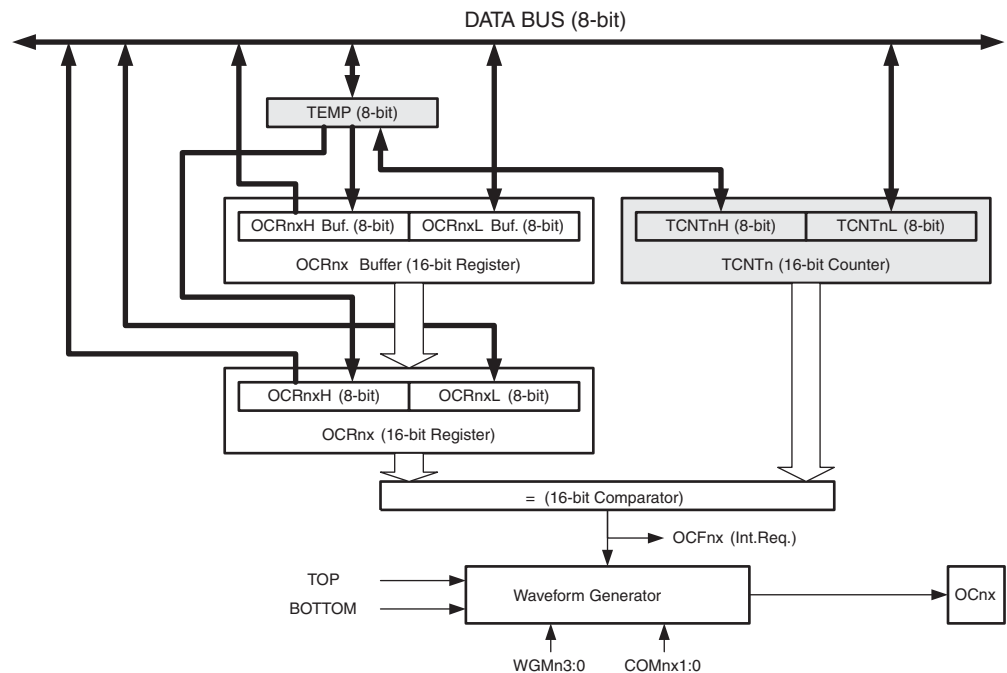 DATA BUS (8-bit)
TEMP (8-bit)
OCRnxH Buf. (8-bit)
OCRnxL Buf. (8-bit)
OCRnx Buffer (16-bit Register)
TCNTnH (8-bit)
TCNTnL (8-bit)
TCNTn (16-bit Counter)
OCRnxH (8-bit)
OCRnxL (8-bit)
OCRnx (16-bit Register)
= (16-bit Comparator)
OCFnx (Int.Req.)
TOP
BOTTOM
Waveform Generator
OCnx
WGMn3:0
COMnx1:0